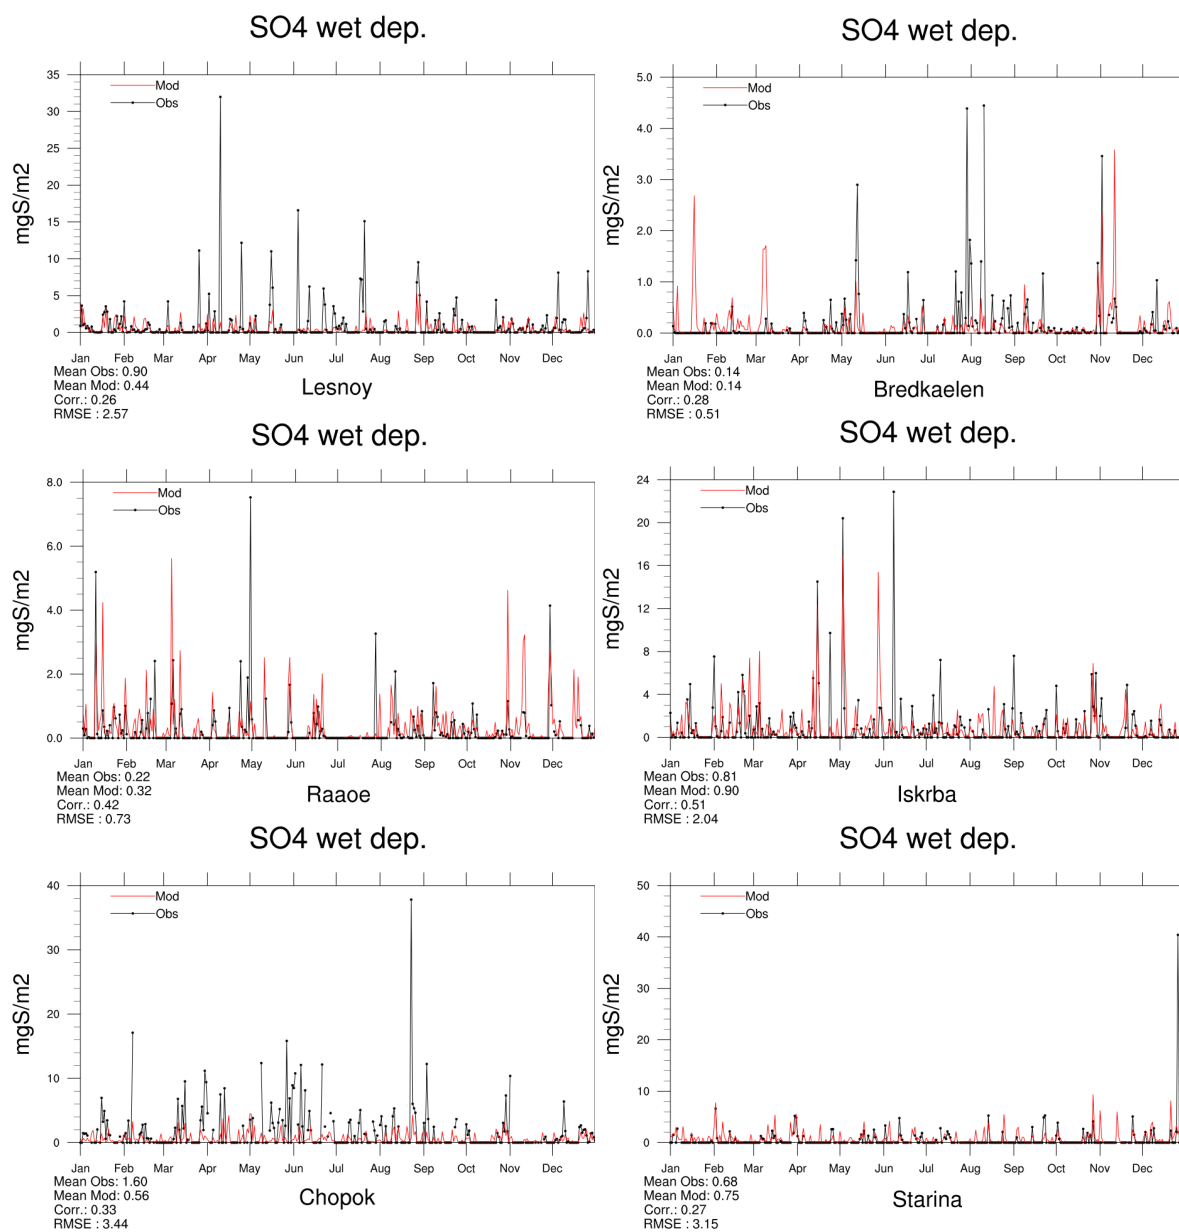 SO4 wet dep.
mgS/m2
35
30
25
20
15
10
5
0
Mod
Obs
Jan Feb Mar Apr May Jun Jul Aug Sep Oct Nov Dec
Mean Obs: 0.90
Mean Mod: 0.44
Corr.: 0.26
RMSE : 2.57
Lesnoy
SO4 wet dep.
mgS/m2
5.0
4.0
3.0
2.0
1.0
0.0
Mod
Obs
Jan Feb Mar Apr May Jun Jul Aug Sep Oct Nov Dec
Mean Obs: 0.14
Mean Mod: 0.14
Corr.: 0.28
RMSE : 0.51
Bredkaelen
SO4 wet dep.
mgS/m2
8.0
6.0
4.0
2.0
0.0
Mod
Obs
Jan Feb Mar Apr May Jun Jul Aug Sep Oct Nov Dec
Mean Obs: 0.22
Mean Mod: 0.32
Corr.: 0.42
RMSE : 0.73
Raaoe
SO4 wet dep.
mgS/m2
24
20
16
12
8
4
0
Mod
Obs
Jan Feb Mar Apr May Jun Jul Aug Sep Oct Nov Dec
Mean Obs: 0.81
Mean Mod: 0.90
Corr.: 0.51
RMSE : 2.04
Iskrba
SO4 wet dep.
mgS/m2
40
30
20
10
0
Mod
Obs
Jan Feb Mar Apr May Jun Jul Aug Sep Oct Nov Dec
Mean Obs: 1.60
Mean Mod: 0.56
Corr.: 0.33
RMSE : 3.44
Chopok
SO4 wet dep.
mgS/m2
50
40
30
20
10
0
Mod
Obs
Jan Feb Mar Apr May Jun Jul Aug Sep Oct Nov Dec
Mean Obs: 0.68
Mean Mod: 0.75
Corr.: 0.27
RMSE : 3.15
Starina